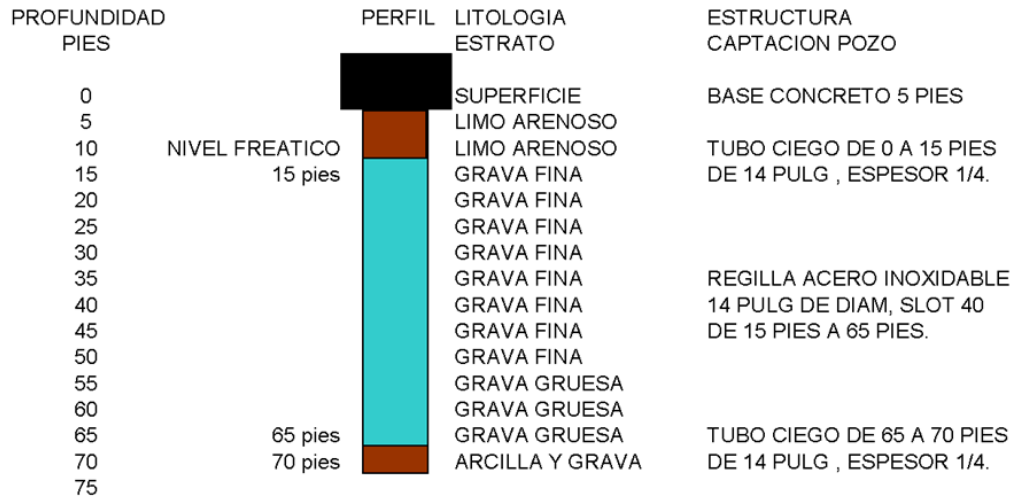 PROFUNDIDAD PERFIL LITOLOGIA ESTRUCTURA
PIES ESTRATO CAPTACION POZO
0 SUPERFICIE BASE CONCRETO 5 PIES
5 LIMO ARENOSO
10 NIVEL FREATICO LIMO ARENOSO TUBO CIEGO DE 0 A 15 PIES
15 15 pies GRAVA FINA DE 14 PULG , ESPESOR 1/4.
20 GRAVA FINA
25 GRAVA FINA
30 GRAVA FINA
35 GRAVA FINA REGILLA ACERO INOXIDABLE
40 GRAVA FINA 14 PULG DE DIAM, SLOT 40
45 GRAVA FINA DE 15 PIES A 65 PIES.
50 GRAVA FINA
55 GRAVA GRUESA
60 GRAVA GRUESA
65 65 pies GRAVA GRUESA TUBO CIEGO DE 65 A 70 PIES
70 70 pies ARCILLA Y GRAVA DE 14 PULG , ESPESOR 1/4.
75